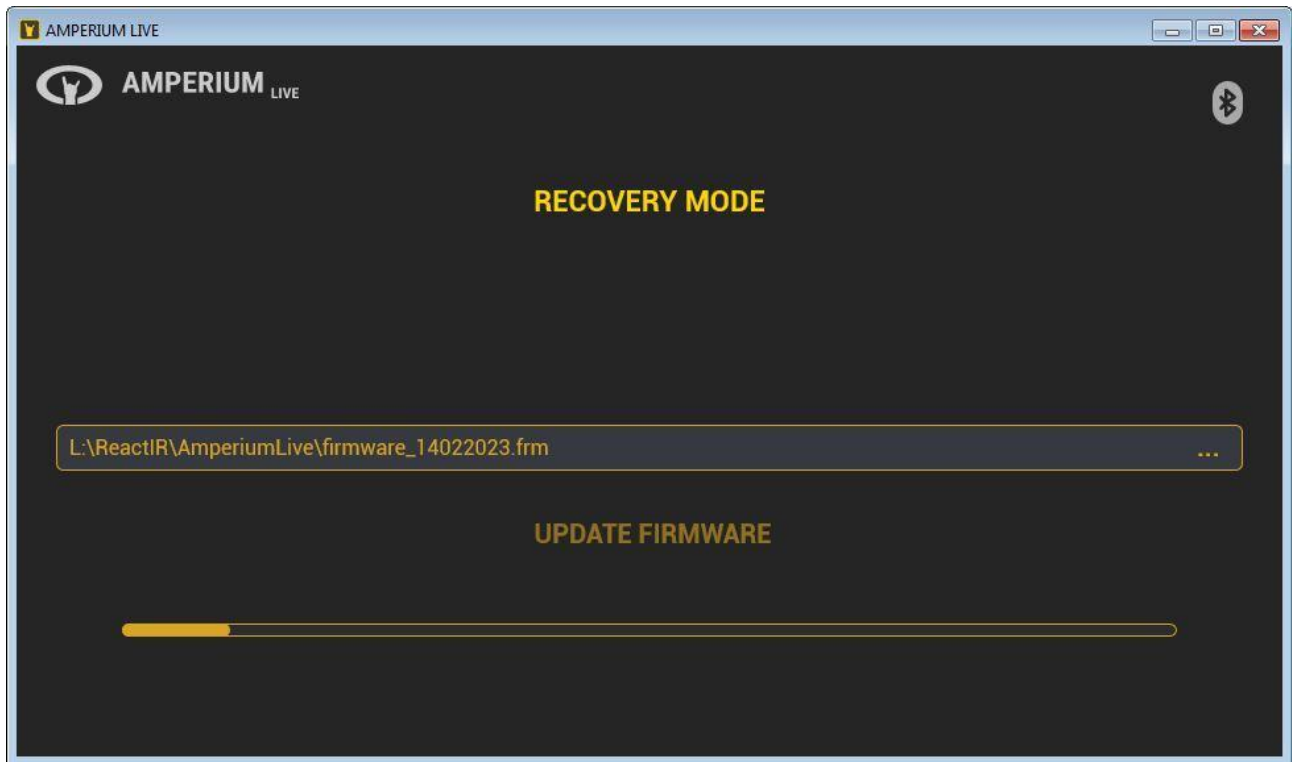 AMPERIUM LIVE
AMPERIUM LIVE
RECOVERY MODE
L:\ReactIR\AmperiumLive\firmware_14022023.frm ...
UPDATE FIRMWARE